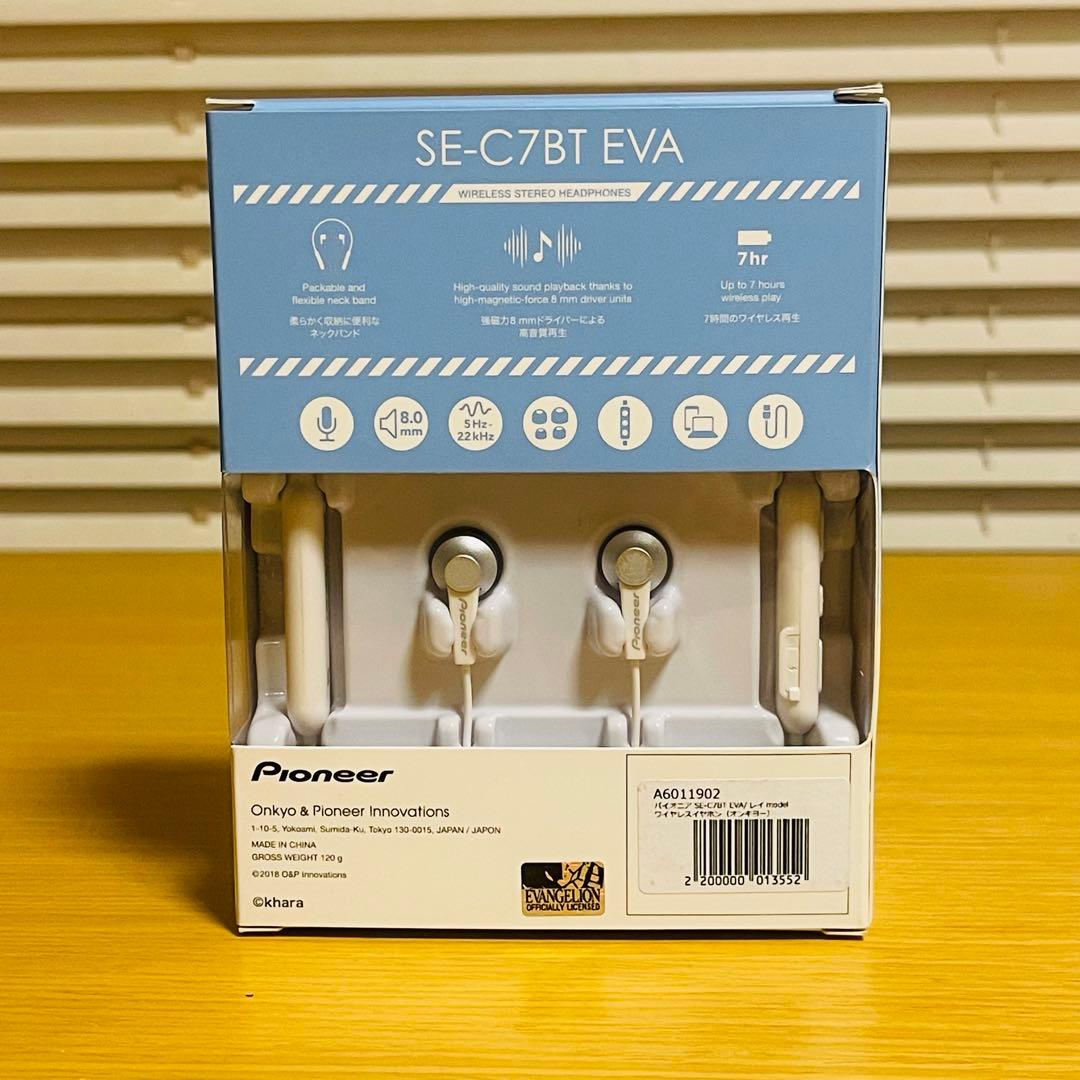 SE-C7BT EVA
WIRELESS STEREO HEADPHONES
Packable and
flexible neck band
柔らかく収納に便利な
ネックバンド
High-quality sound playback thanks to
high-magnetic-force 8 mm driver units
強磁力8 mmドライバーによる
高音質再生
7hr
Up to 7 hours
wireless play
7時間のワイヤレス再生
8.0
mm
5Hz-
22kHz
Pioneer
Pioneer
Pioneer
Onkyo & Pioneer Innovations
1-10-5, Yokoami, Sumida-Ku, Tokyo 130-0015, JAPAN / JAPON
MADE IN CHINA
GROSS WEIGHT 120 g
©2018 O&P Innovations
©khara
EVANGELION
OFFICIALLY LICENSED
A6011902
パイオニア SE-C7BT EVA/ レイ model
ワイヤレスイヤホン（オンキヨー）
2 200000 013552